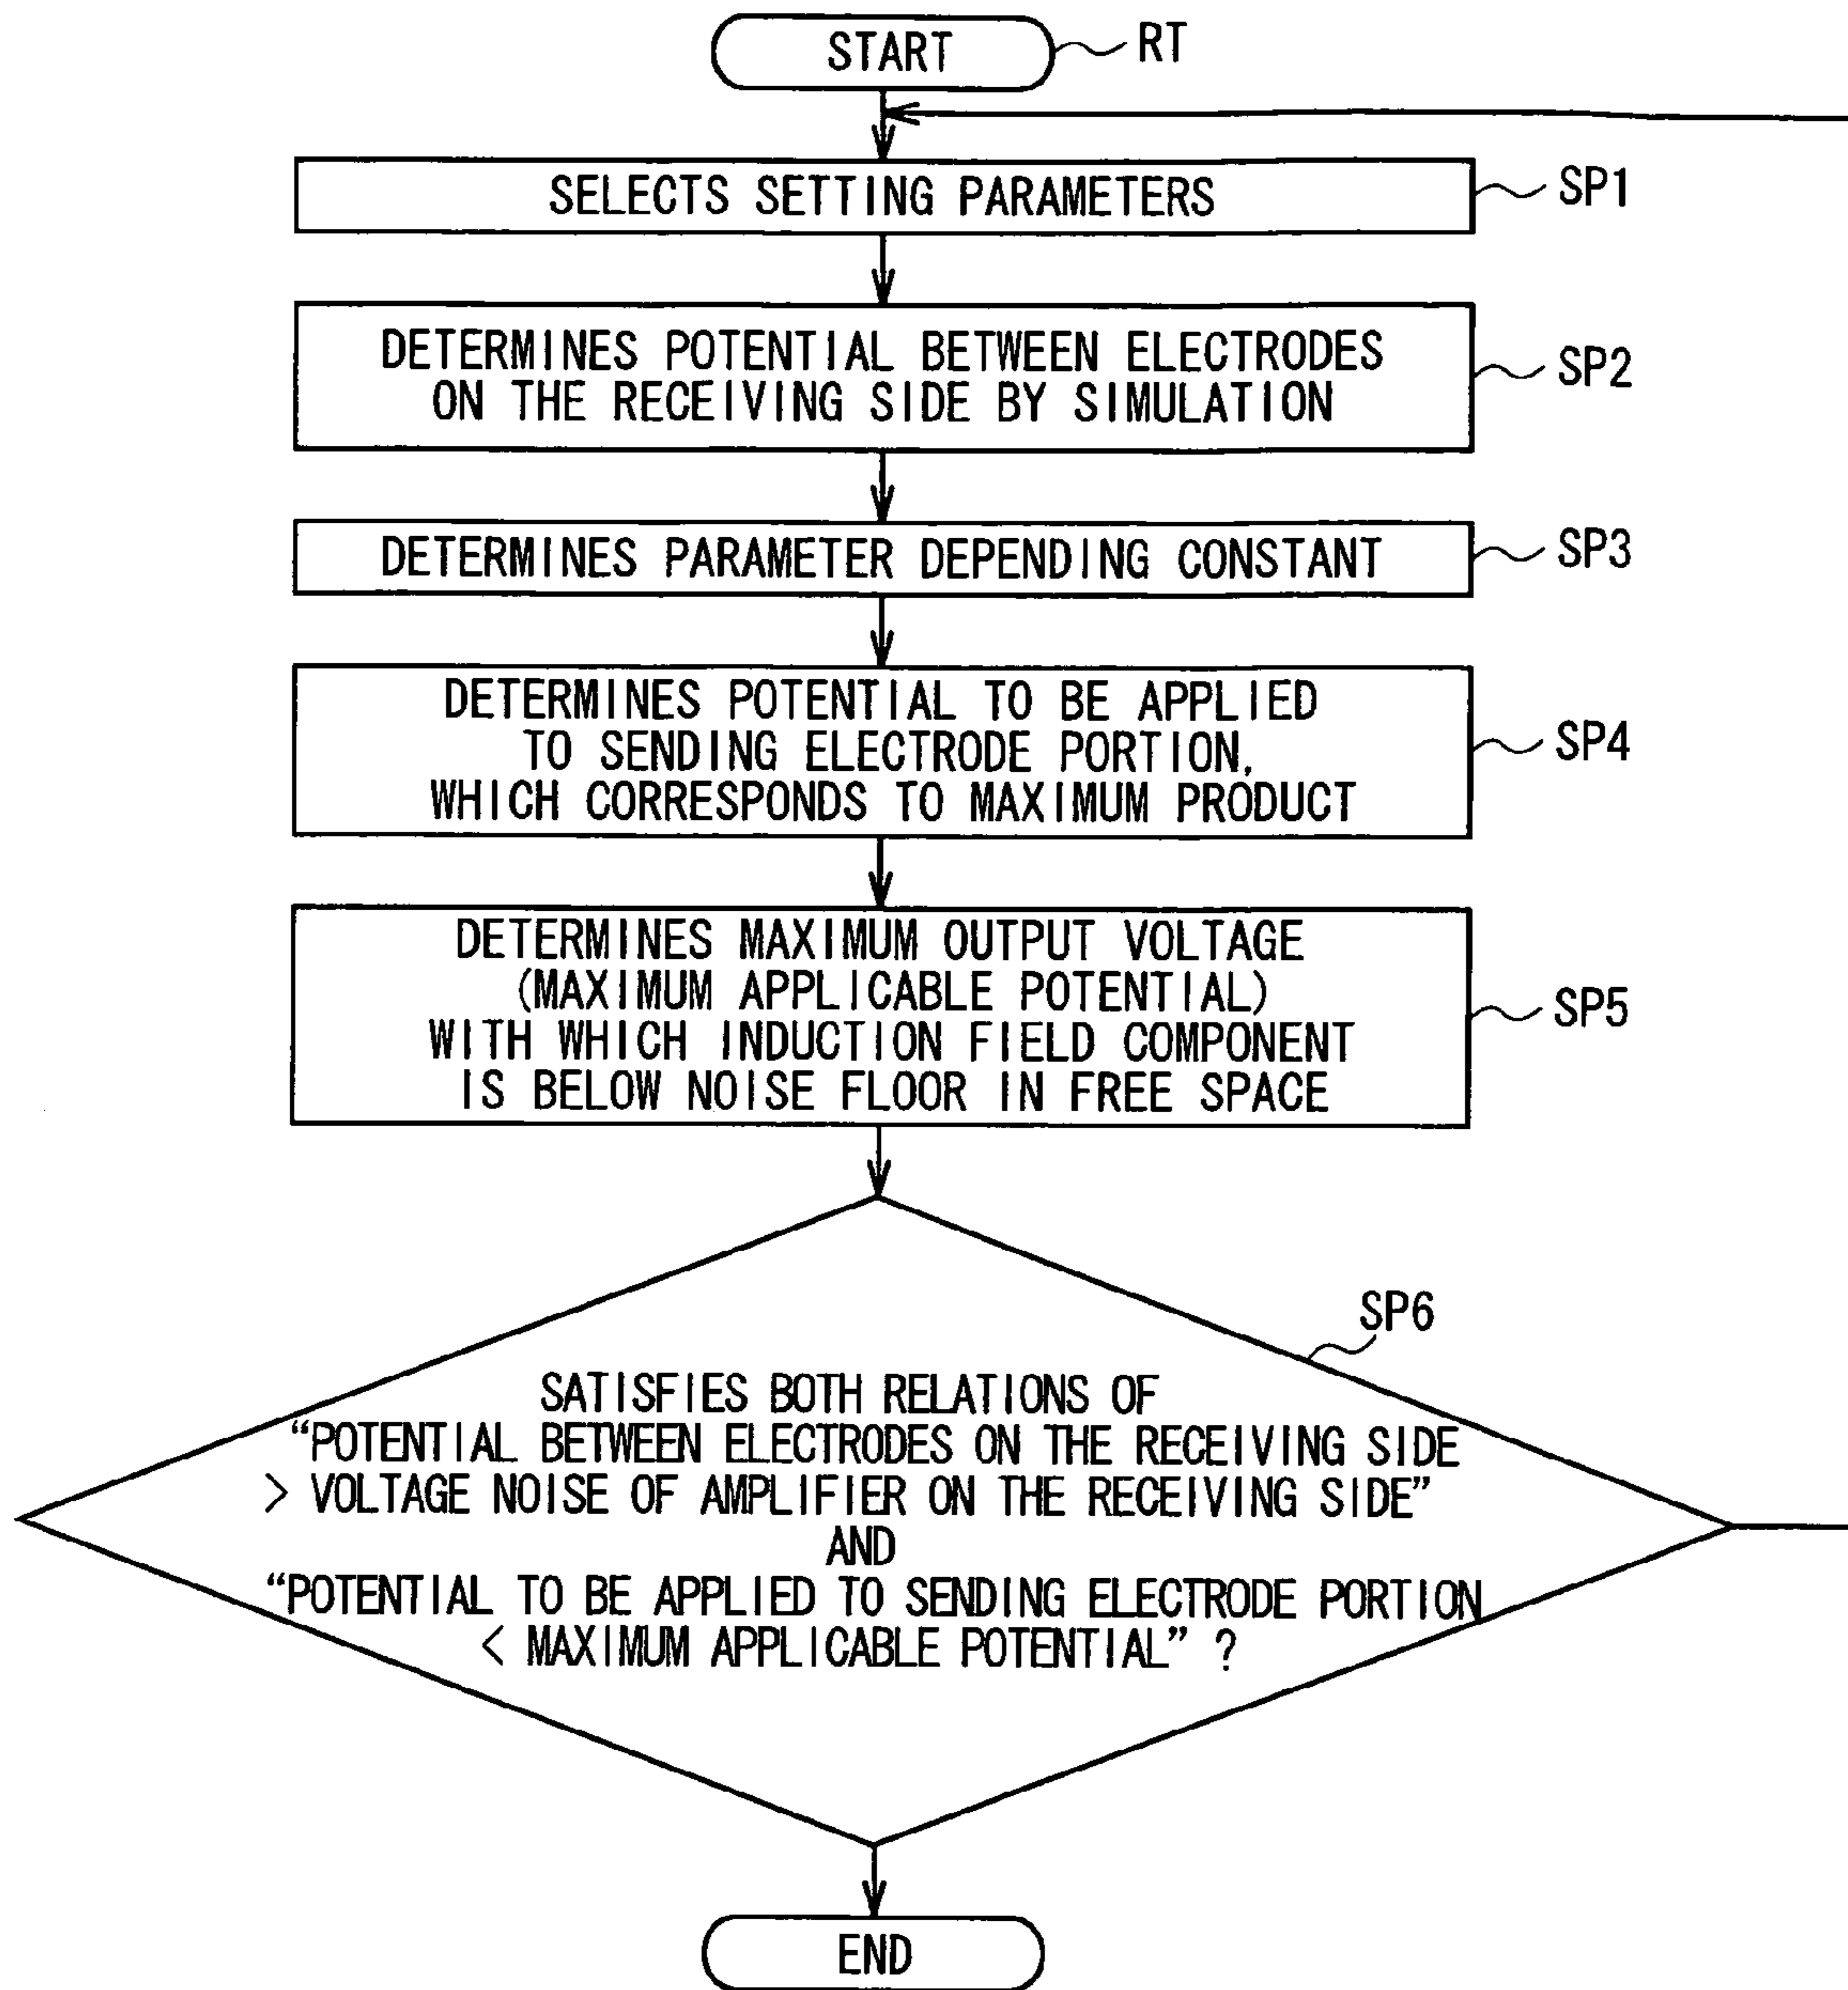 START
RT
SELECTS SETTING PARAMETERS
SP1
DETERMINES POTENTIAL BETWEEN ELECTRODES
ON THE RECEIVING SIDE BY SIMULATION
SP2
DETERMINES PARAMETER DEPENDING CONSTANT
SP3
DETERMINES POTENTIAL TO BE APPLIED
TO SENDING ELECTRODE PORTION,
WHICH CORRESPONDS TO MAXIMUM PRODUCT
SP4
DETERMINES MAXIMUM OUTPUT VOLTAGE
(MAXIMUM APPLICABLE POTENTIAL)
WITH WHICH INDUCTION FIELD COMPONENT
IS BELOW NOISE FLOOR IN FREE SPACE
SP5
SP6
SATISFIES BOTH RELATIONS OF
“POTENTIAL BETWEEN ELECTRODES ON THE RECEIVING SIDE
> VOLTAGE NOISE OF AMPLIFIER ON THE RECEIVING SIDE”
AND
“POTENTIAL TO BE APPLIED TO SENDING ELECTRODE PORTION
< MAXIMUM APPLICABLE POTENTIAL” ?
END